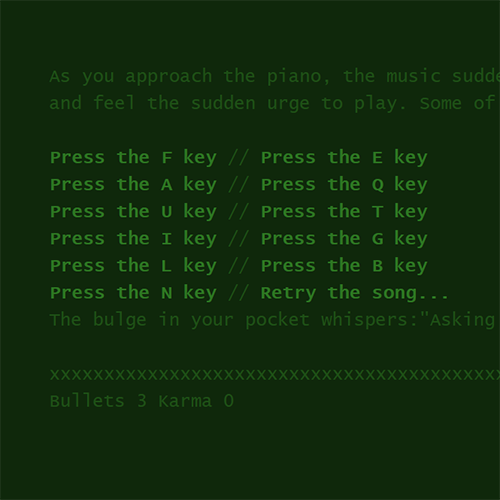 As you approach the piano, the music sudde
and feel the sudden urge to play. Some of
Press the F key // Press the E key
Press the A key // Press the Q key
Press the U key // Press the T key
Press the I key // Press the G key
Press the L key // Press the B key
Press the N key // Retry the song...
The bulge in your pocket whispers:"Asking
xxxxxxxxxxxxxxxxxxxxxxxxxxxxxxxxxxxxxxxxxx
Bullets 3 Karma 0